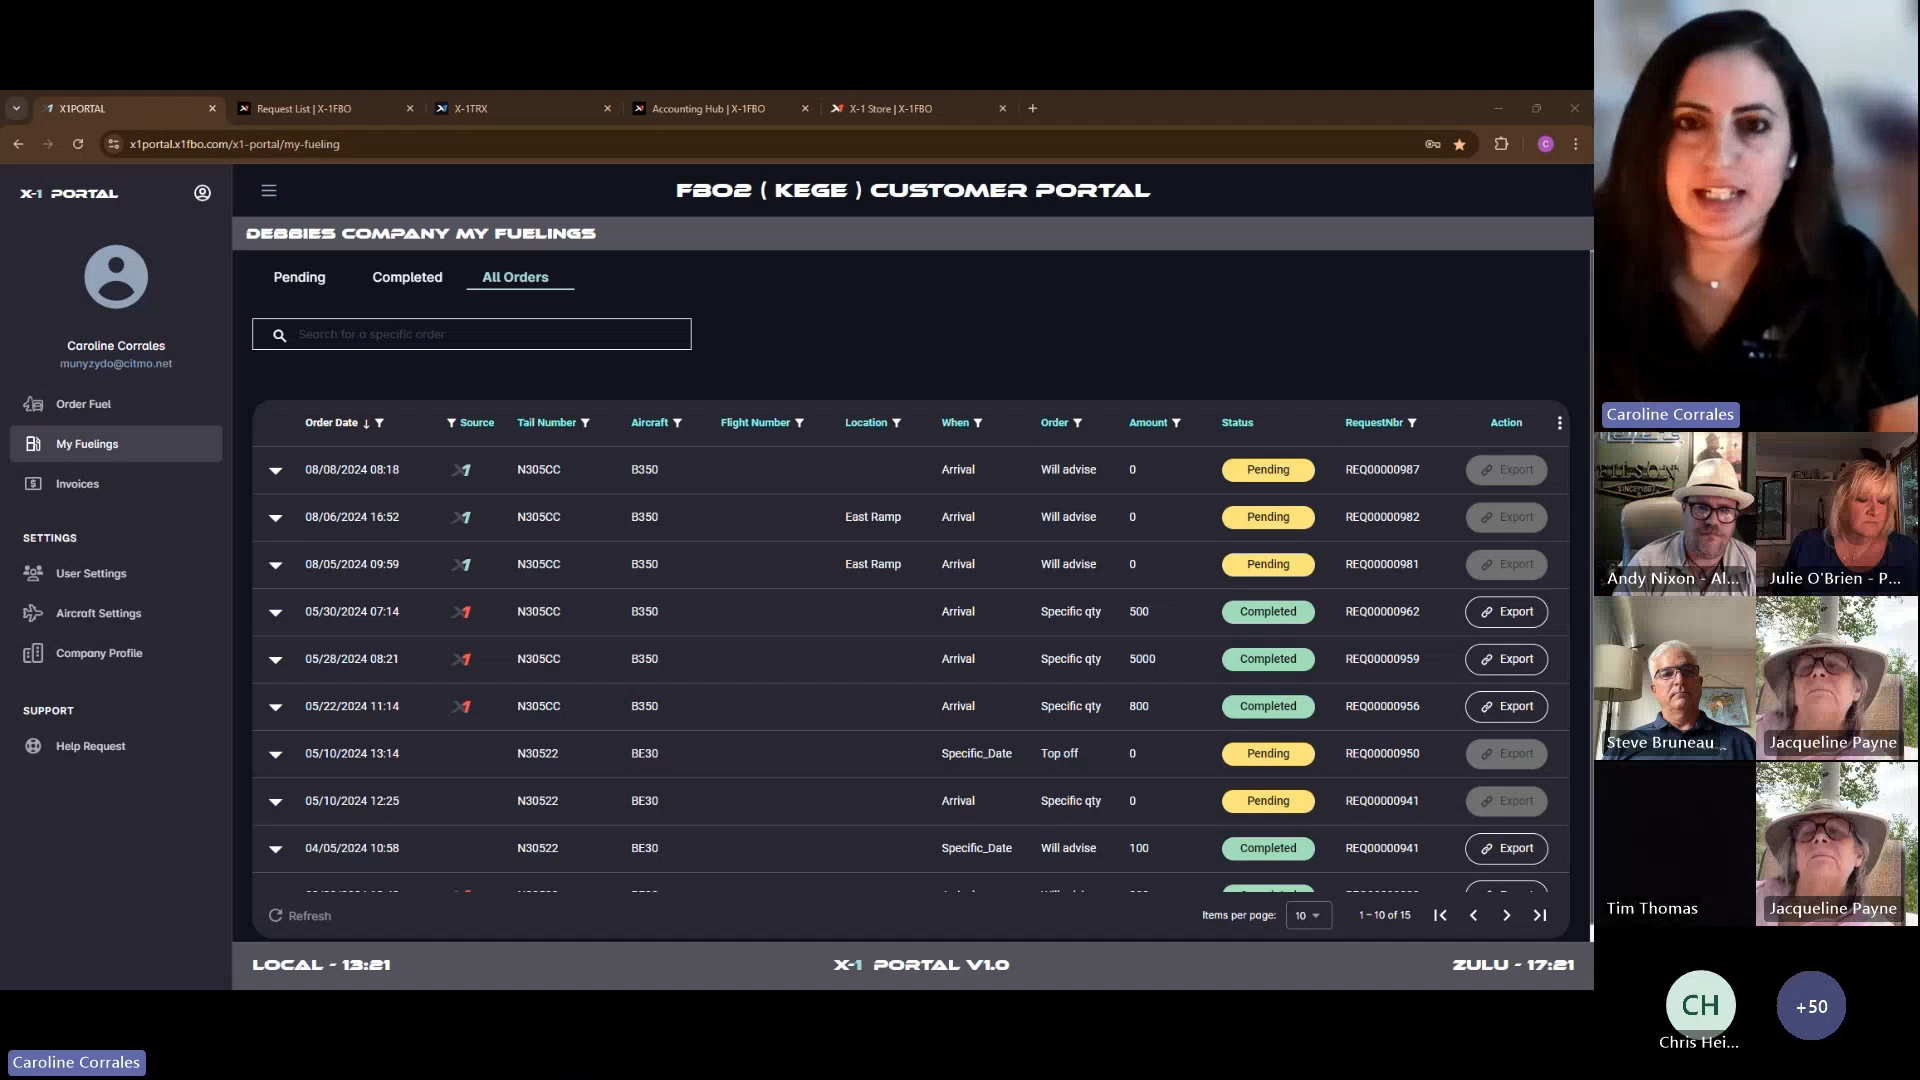 X1PORTAL
Request List | X-1FBO
X-1TRX
Accounting Hub | X-1FBO
X-1 Store | X-1FBO
x1portal.x1fbo.com/x1-portal/my-fueling
C
X-1 PORTAL
FBO2 ( KEGE ) CUSTOMER PORTAL
DEBBIES COMPANY MY FUELINGS
Pending Completed All Orders
Search for a specific order
Caroline Corrales
munyzydo@citmo.net
Order Fuel
My Fuelings
Invoices
SETTINGS
User Settings
Aircraft Settings
Company Profile
SUPPORT
Help Request
Order Date Source Tail Number Aircraft Flight Number Location When Order Amount Status RequestNbr Action
08/08/2024 08:18 X1 N305CC B350 Arrival Will advise 0 Pending REQ00000987 Export
08/06/2024 16:52 X1 N305CC B350 East Ramp Arrival Will advise 0 Pending REQ00000982 Export
08/05/2024 09:59 X1 N305CC B350 East Ramp Arrival Will advise 0 Pending REQ00000981 Export
05/30/2024 07:14 X1 N305CC B350 Arrival Specific qty 500 Completed REQ00000962 Export
05/28/2024 08:21 X1 N305CC B350 Arrival Specific qty 5000 Completed REQ00000959 Export
05/22/2024 11:14 X1 N305CC B350 Arrival Specific qty 800 Completed REQ00000956 Export
05/10/2024 13:14 N30522 BE30 Specific_Date Top off 0 Pending REQ00000950 Export
05/10/2024 12:25 N30522 BE30 Arrival Specific qty 0 Pending REQ00000941 Export
04/05/2024 10:58 N30522 BE30 Specific_Date Will advise 100 Completed REQ00000941 Export
Refresh
Items per page: 10 1 – 10 of 15
LOCAL - 13:21
X-1 PORTAL V1.0
ZULU - 17:21
Caroline Corrales
Andy Nixon - Al...
Julie O'Brien - P...
Steve Bruneau
Jacqueline Payne
Tim Thomas
Jacqueline Payne
CH
+50
Chris Hei...
Caroline Corrales